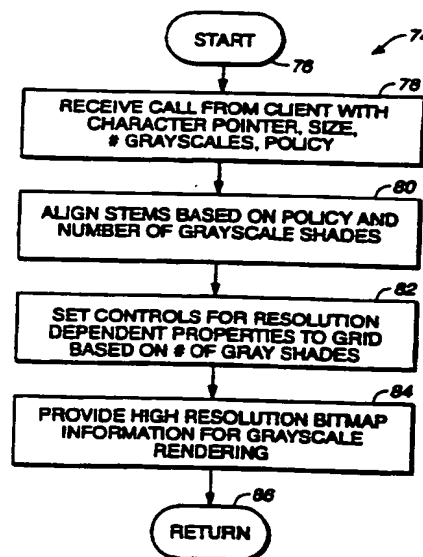 START
76
78
RECEIVE CALL FROM CLIENT WITH
CHARACTER POINTER, SIZE,
# GRAYSCALES, POLICY
80
ALIGN STEMS BASED ON POLICY AND
NUMBER OF GRAYSCALE SHADES
82
SET CONTROLS FOR RESOLUTION
DEPENDENT PROPERTIES TO GRID
BASED ON # OF GRAY SHADES
84
PROVIDE HIGH RESOLUTION BITMAP
INFORMATION FOR GRAYSCALE
RENDERING
86
RETURN